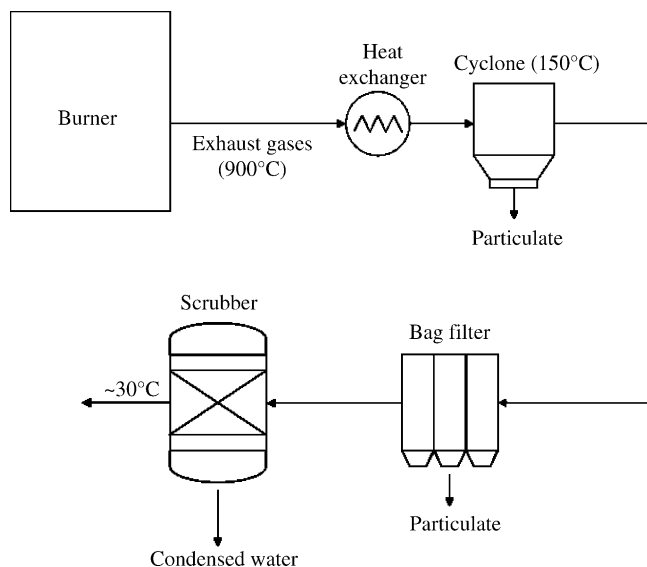 Heat
exchanger
Cyclone (150°C)
Burner
Exhaust gases
(900°C)
Particulate
Scrubber
Bag filter
~30°C
Particulate
Condensed water